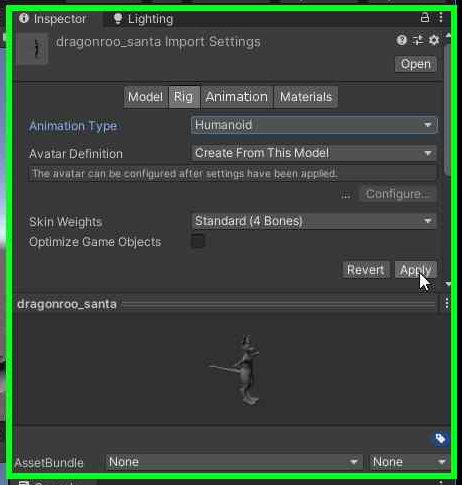 Inspector Lighting
dragonroo_santa Import Settings
Open
Model Rig Animation Materials
Animation Type Humanoid
Avatar Definition Create From This Model
The avatar can be configured after settings have been applied.
... Configure...
Skin Weights Standard (4 Bones)
Optimize Game Objects
Revert Apply
dragonroo_santa
AssetBundle None None